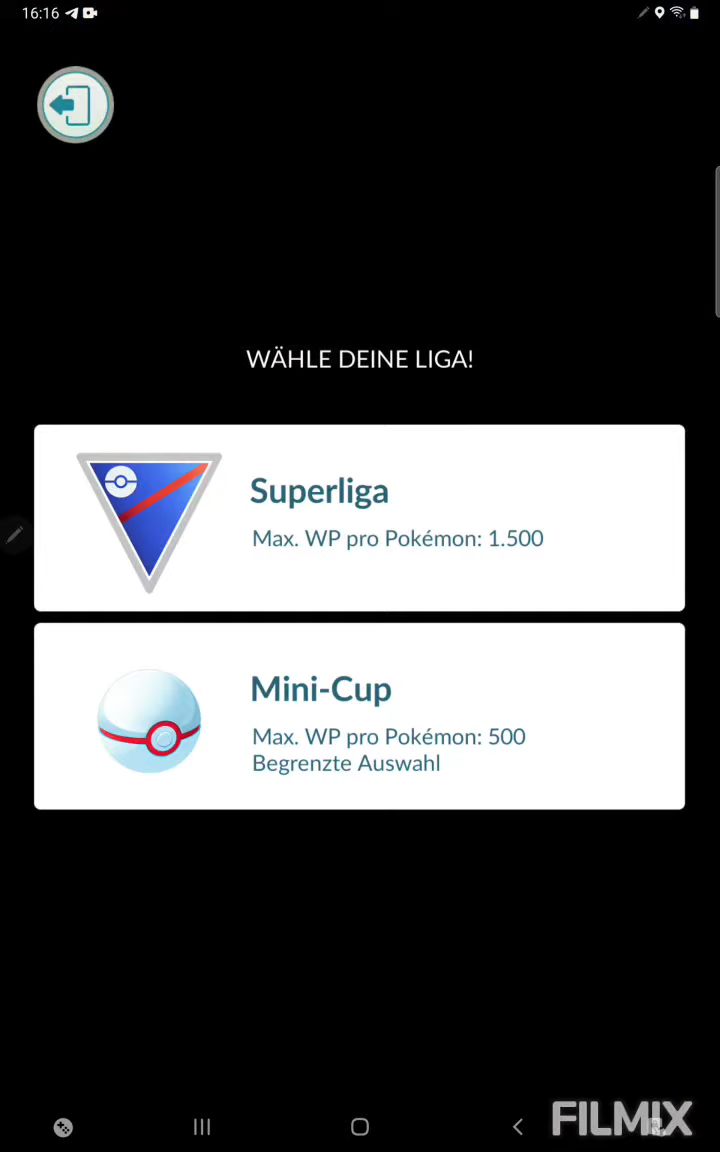 16:16
WÄHLE DEINE LIGA!
Superliga
Max. WP pro Pokémon: 1.500
Mini-Cup
Max. WP pro Pokémon: 500
Begrenzte Auswahl
FILMIX